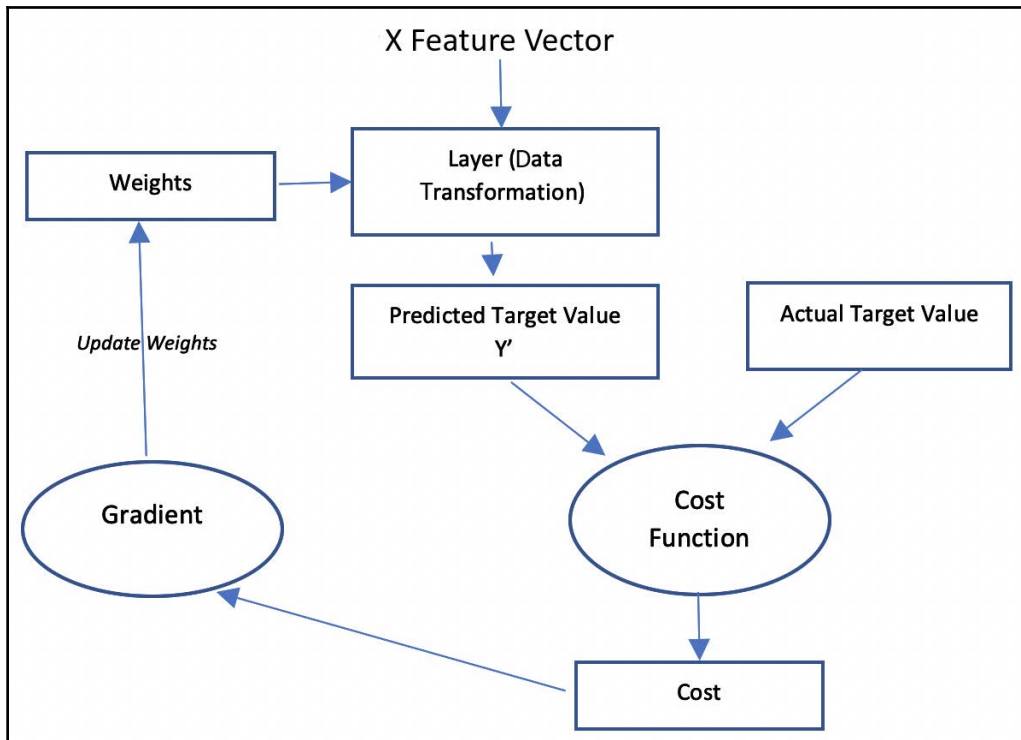 X Feature Vector
Weights
Layer (Data
Transformation)
Predicted Target Value
Y’
Actual Target Value
Update Weights
Gradient
Cost
Function
Cost